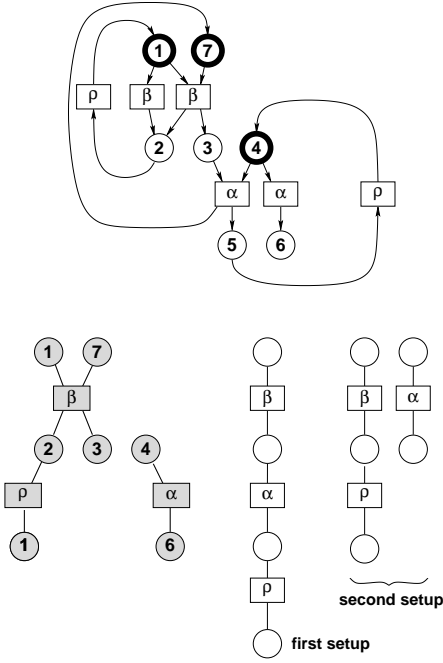 1 7
ρ β β
2 3 4
α α ρ
5 6
1 7
β β β α
2 3 4
ρ α α ρ
1 6
ρ
second setup
first setup